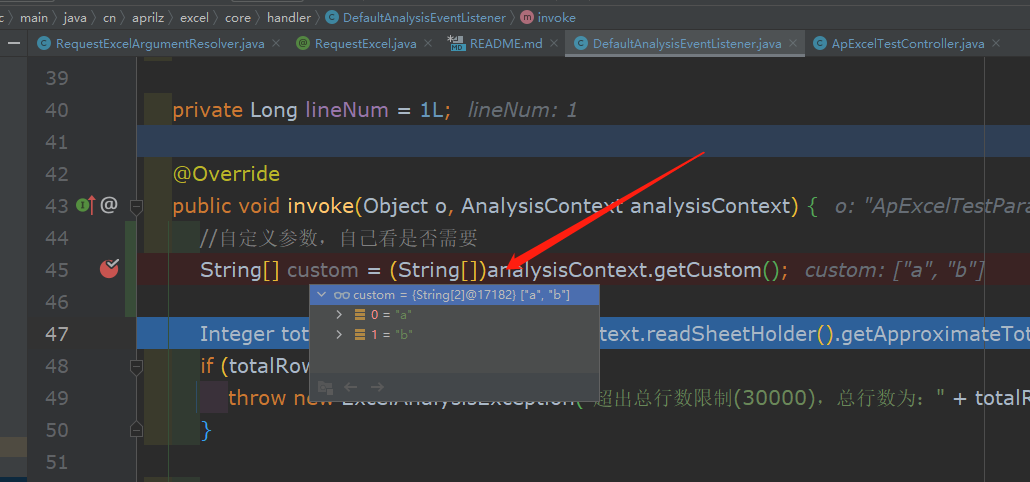 main java cn aprilz excel core handler DefaultAnalysisEventListener invoke
RequestExcelArgumentResolver.java RequestExcel.java README.md DefaultAnalysisEventListener.java ApExcelTestController.java
39
40 private Long lineNum = 1L; lineNum: 1
41
42 @Override
43 public void invoke(Object o, AnalysisContext analysisContext) { o: "ApExcelTestPara
44 //自定义参数，自己看是否需要
45 String[] custom = (String[])analysisContext.getCustom(); custom: ["a", "b"]
custom = {String[2]@17182} ["a", "b"]
0 = "a"
1 = "b"
46
47 Integer tot text.readSheetHolder().getApproximateTot
48 if (totalRow
49 throw new ExcelAnalysisException("超出总行数限制(30000)，总行数为：" + totalR
50 }
51